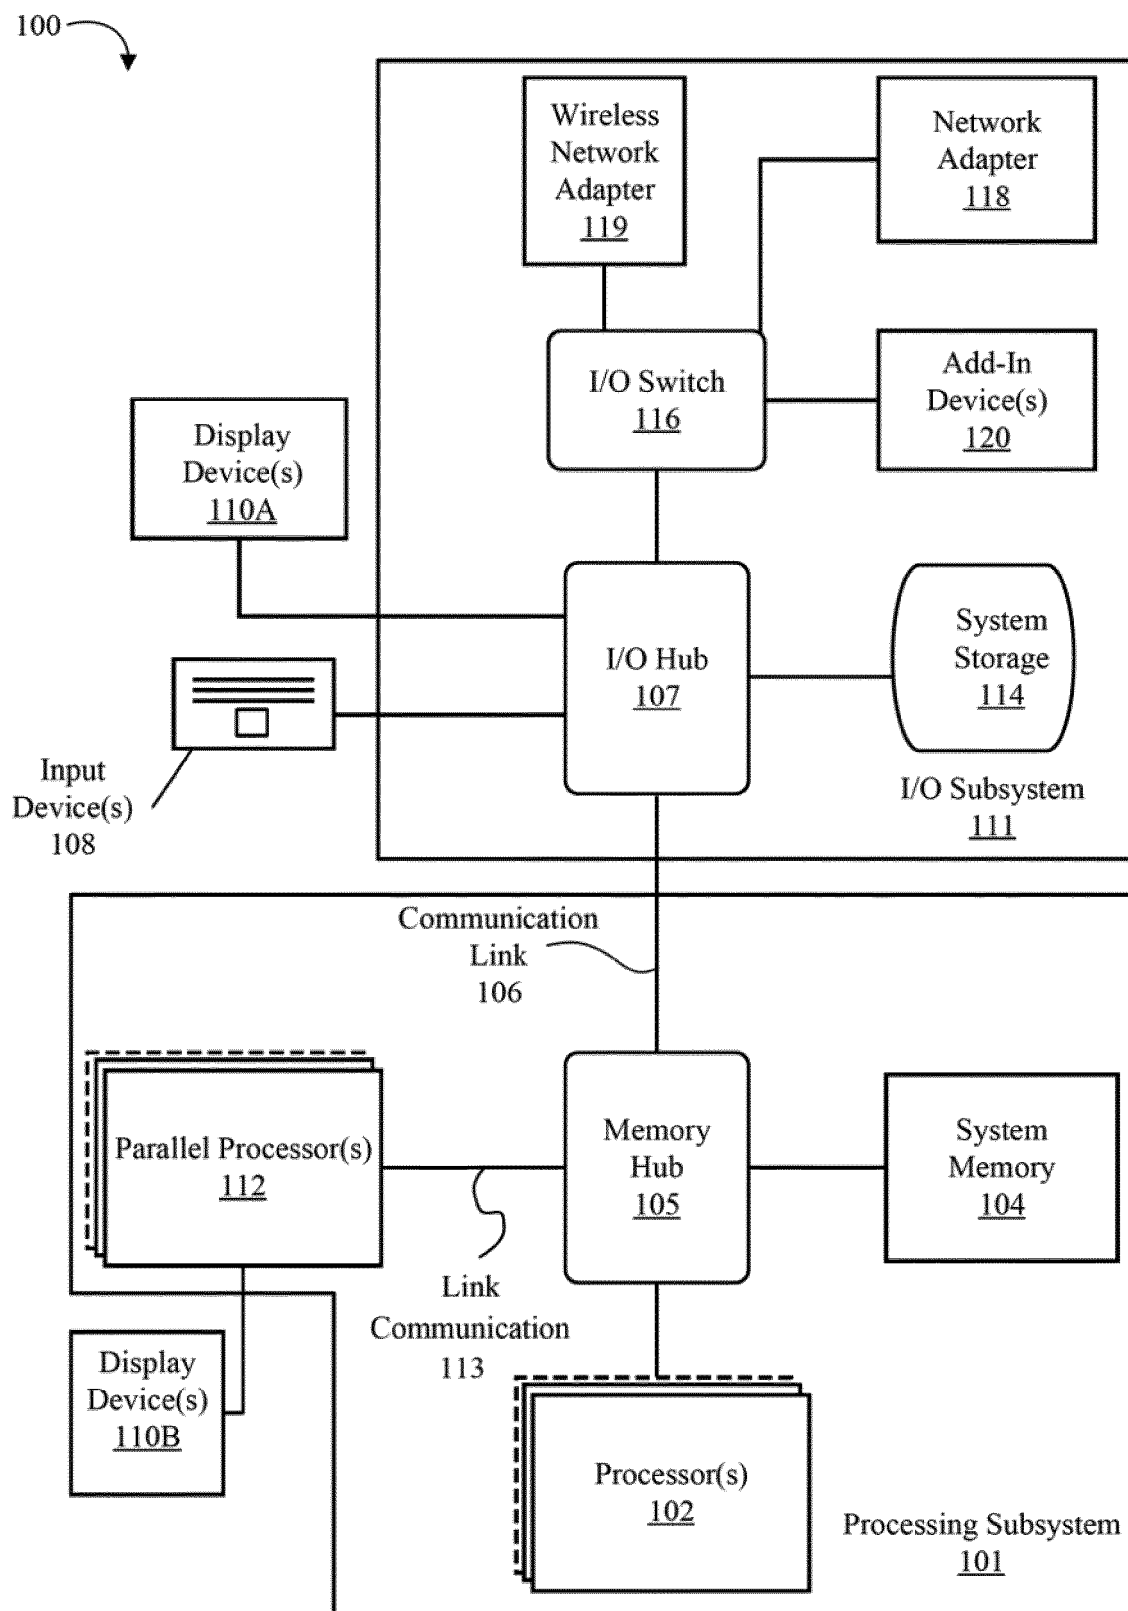 100
Wireless
Network
Adapter
119
Network
Adapter
118
I/O Switch
116
Add-In
Device(s)
120
Display
Device(s)
110A
I/O Hub
107
System
Storage
114
Input
Device(s)
108
I/O Subsystem
111
Communication
Link
106
Parallel Processor(s)
112
Memory
Hub
105
System
Memory
104
Link
Communication
113
Display
Device(s)
110B
Processor(s)
102
Processing Subsystem
101